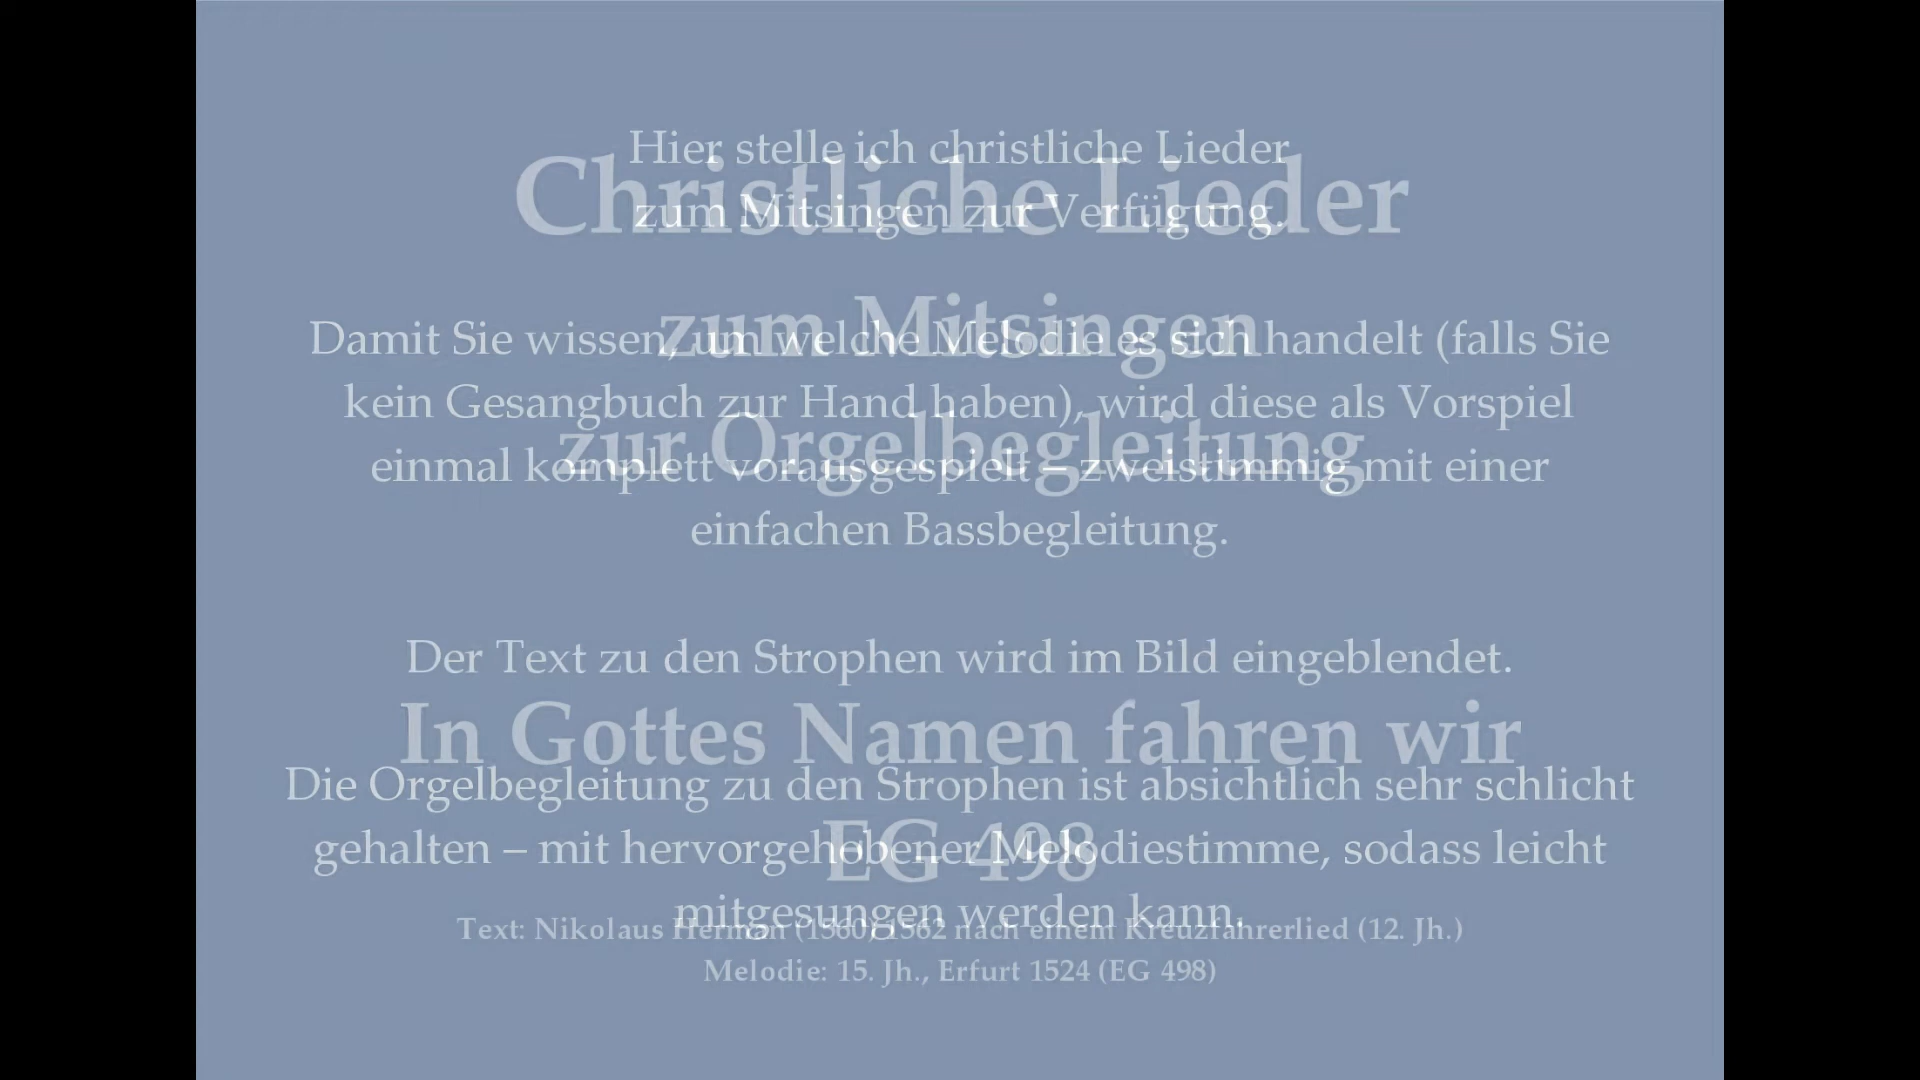 Hier stelle ich christliche Lieder
Christliche Lieder
zum Mitsingen zur Verfügung.
zum Mitsingen
Damit Sie wissen, um welche Melodie es sich handelt (falls Sie
kein Gesangbuch zur Hand haben), wird diese als Vorspiel
zur Orgelbegleitung
einmal komplett vorausgespielt – zweistimmig mit einer
einfachen Bassbegleitung.
Der Text zu den Strophen wird im Bild eingeblendet.
In Gottes Namen fahren wir
Die Orgelbegleitung zu den Strophen ist absichtlich sehr schlicht
gehalten – mit hervorgehobener Melodiestimme, sodass leicht
EG 498
mitgesungen werden kann.
Text: Nikolaus Herman (1560) 1562 nach einem Kreuzfahrerlied (12. Jh.)
Melodie: 15. Jh., Erfurt 1524 (EG 498)